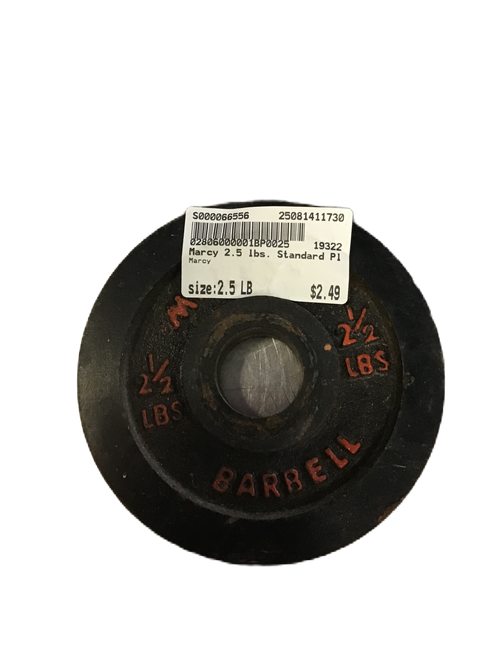 S000066556 25081411730
02806000001BP0025 19322
Marcy 2.5 lbs. Standard Pl
Marcy
size:2.5 LB $2.49
M
2 1/2
LBS
2 1/2
LBS
BARBELL